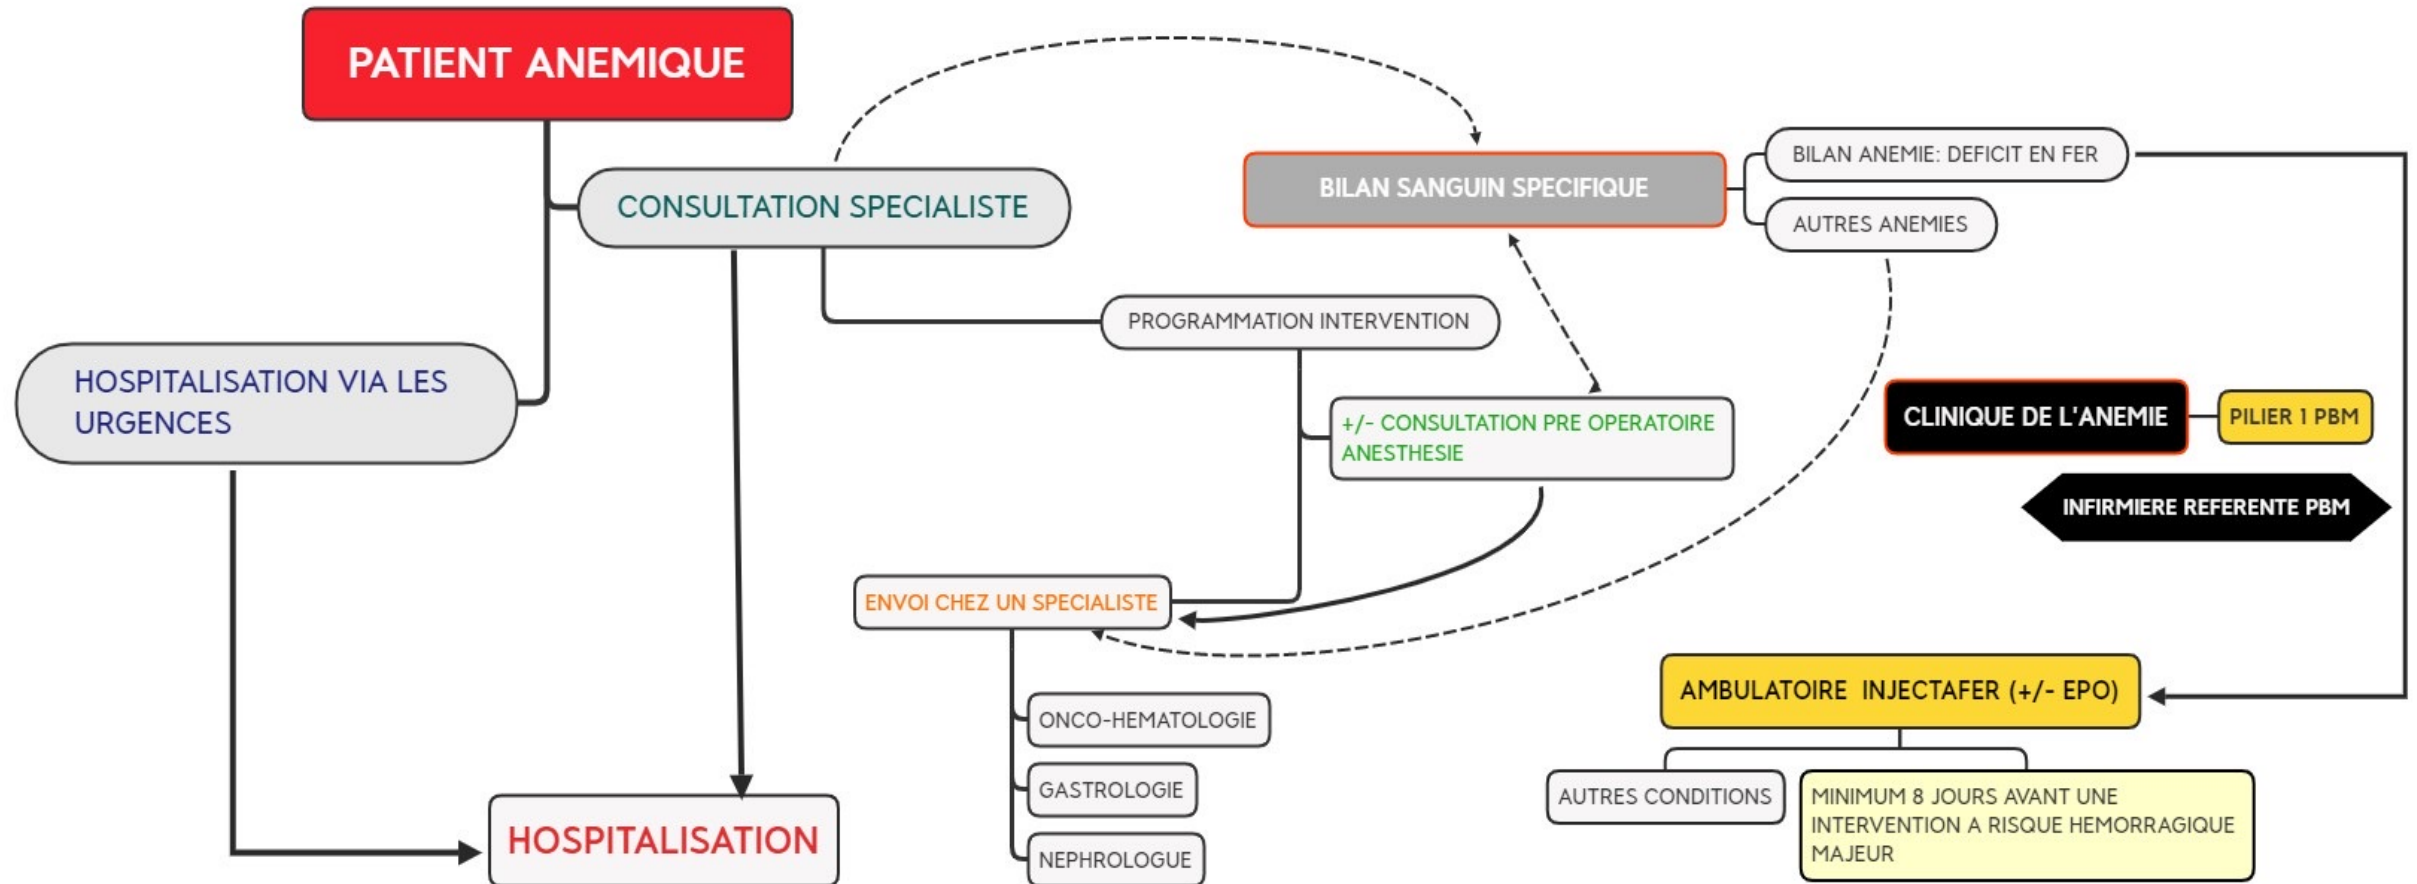 PATIENT ANEMIQUE
CONSULTATION SPECIALISTE
HOSPITALISATION VIA LES
URGENCES
HOSPITALISATION
PROGRAMMATION INTERVENTION
+/- CONSULTATION PRE OPERATOIRE
ANESTHESIE
ENVOI CHEZ UN SPECIALISTE
ONCO-HEMATOLOGIE
GASTROLOGIE
NEPHROLOGUE
BILAN SANGUIN SPECIFIQUE
BILAN ANEMIE: DEFICIT EN FER
AUTRES ANEMIES
CLINIQUE DE L'ANEMIE
PILIER 1 PBM
INFIRMIERE REFERENTE PBM
AMBULATOIRE INJECTAFER (+/- EPO)
AUTRES CONDITIONS
MINIMUM 8 JOURS AVANT UNE
INTERVENTION A RISQUE HEMORRAGIQUE
MAJEUR